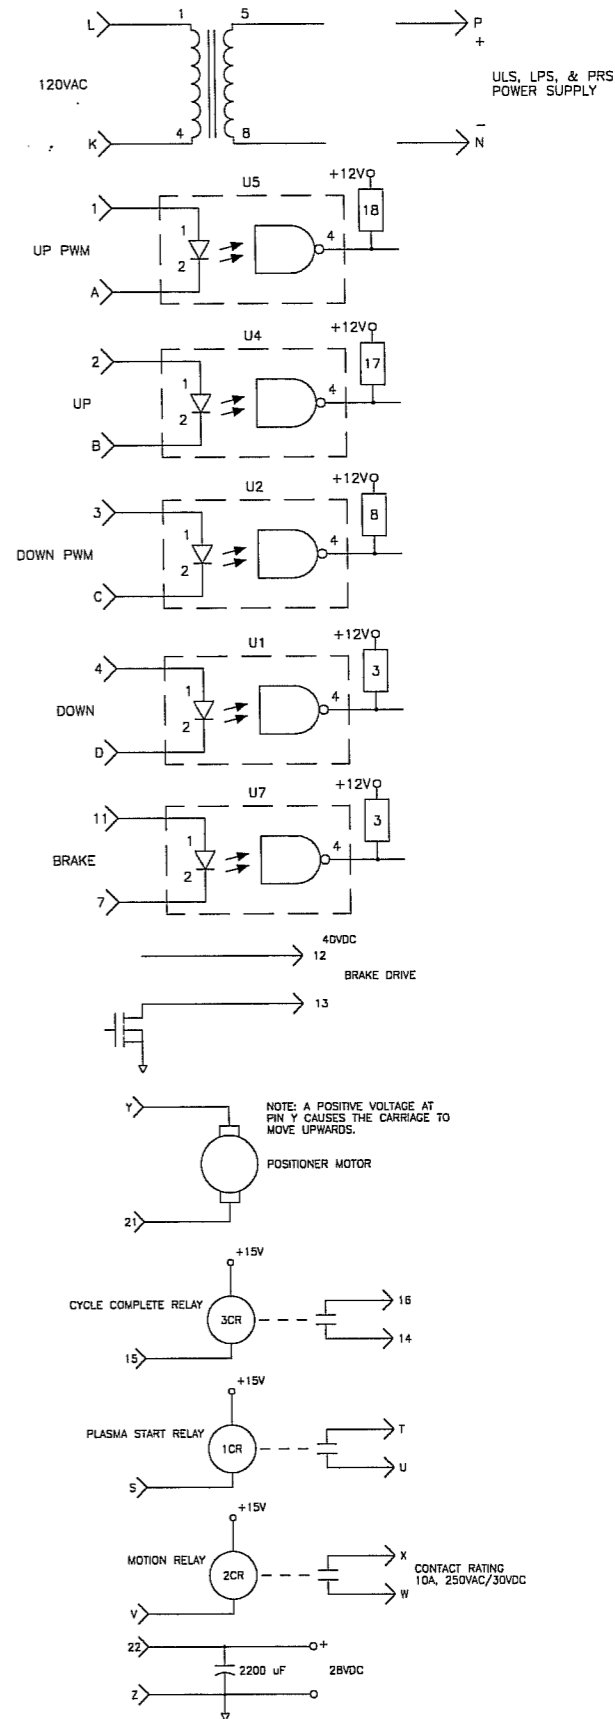 L 1 5 P
+
120VAC
ULS, LPS, & PRS
POWER SUPPLY
K 4 8 N
−
U5
+12V
1
18
UP PWM
1
2
4
A
U4
+12V
2
17
UP
1
2
4
B
U2
+12V
3
8
DOWN PWM
1
2
4
C
U1
+12V
4
3
DOWN
1
2
4
D
U7
+12V
11
3
BRAKE
1
2
4
7
40VDC
12
BRAKE DRIVE
13
Y
NOTE: A POSITIVE VOLTAGE AT
PIN Y CAUSES THE CARRIAGE TO
MOVE UPWARDS.
POSITIONER MOTOR
21
+15V
CYCLE COMPLETE RELAY
3CR
16
14
15
+15V
PLASMA START RELAY
1CR
T
U
S
+15V
MOTION RELAY
2CR
X
W
CONTACT RATING
10A, 250VAC/30VDC
V
22
+
2200 uF
28VDC
Z